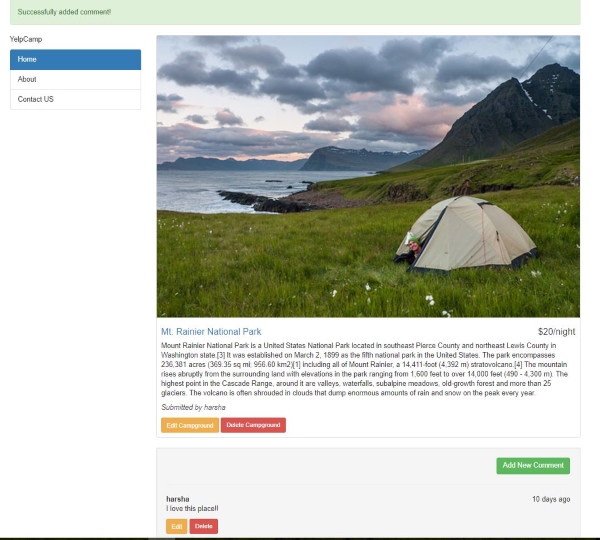 Successfully added comment!
YelpCamp
Home
About
Contact US
Mt. Rainier National Park $20/night
Mount Rainier National Park is a United States National Park located in southeast Pierce County and northeast Lewis County in
Washington state.[3] It was established on March 2, 1899 as the fifth national park in the United States. The park encompasses
236,381 acres (369.35 sq mi; 956.60 km2)[1] including all of Mount Rainier, a 14,411-foot (4,392 m) stratovolcano.[4] The mountain
rises abruptly from the surrounding land with elevations in the park ranging from 1,600 feet to over 14,000 feet (490 - 4,300 m). The
highest point in the Cascade Range, around it are valleys, waterfalls, subalpine meadows, old-growth forest and more than 25
glaciers. The volcano is often shrouded in clouds that dump enormous amounts of rain and snow on the peak every year.
Submitted by harsha
Edit Campground Delete Campground
Add New Comment
harsha 10 days ago
I love this place!!
Edit Delete